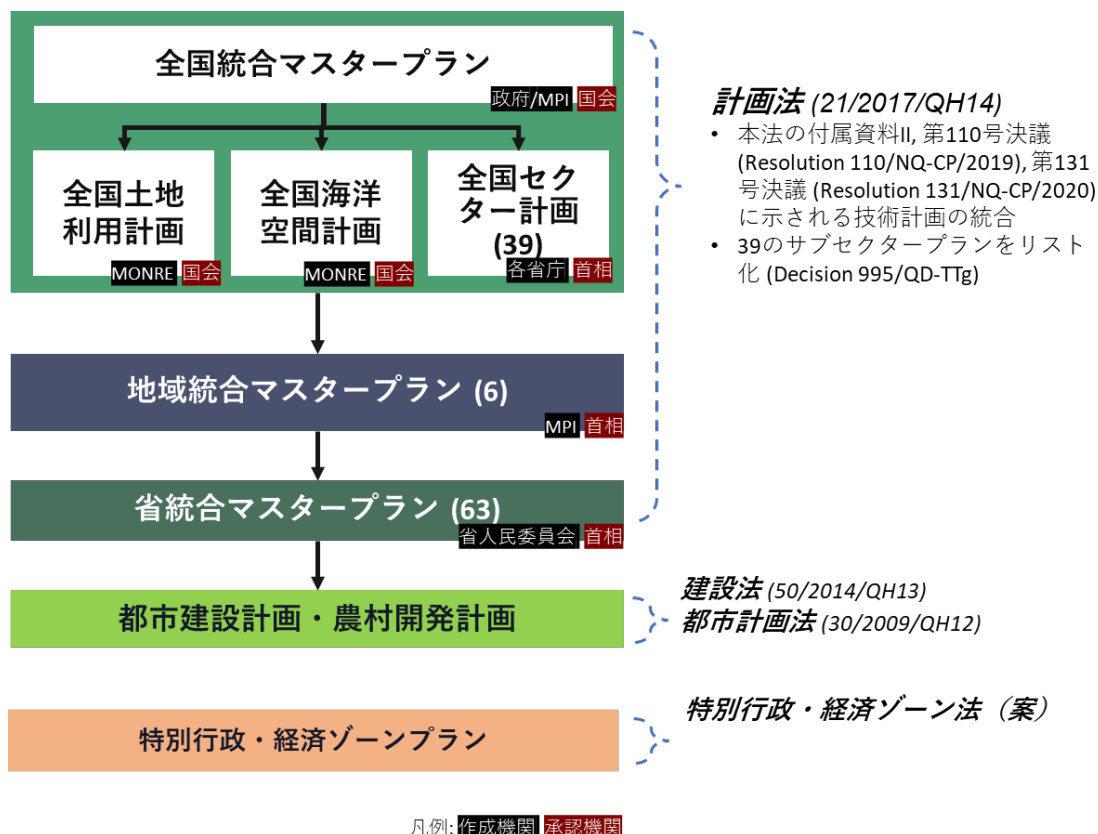 全国統合マスタープラン
政府/MPI 国会
全国土地
利用計画
MONRE 国会
全国海洋
空間計画
MONRE 国会
全国セク
ター計画
(39)
各省庁 首相
地域統合マスタープラン (6)
MPI 首相
省統合マスタープラン (63)
省人民委員会 首相
都市建設計画・農村開発計画
特別行政・経済ゾーンプラン
計画法 (21/2017/QH14)
• 本法の付属資料II, 第110号決議
(Resolution 110/NQ-CP/2019), 第131
号決議 (Resolution 131/NQ-CP/2020)
に示される技術計画の統合
• 39のサブセクタープランをリスト
化 (Decision 995/QD-TTg)
建設法 (50/2014/QH13)
都市計画法 (30/2009/QH12)
特別行政・経済ゾーン法（案）
凡例: 作成機関 承認機関